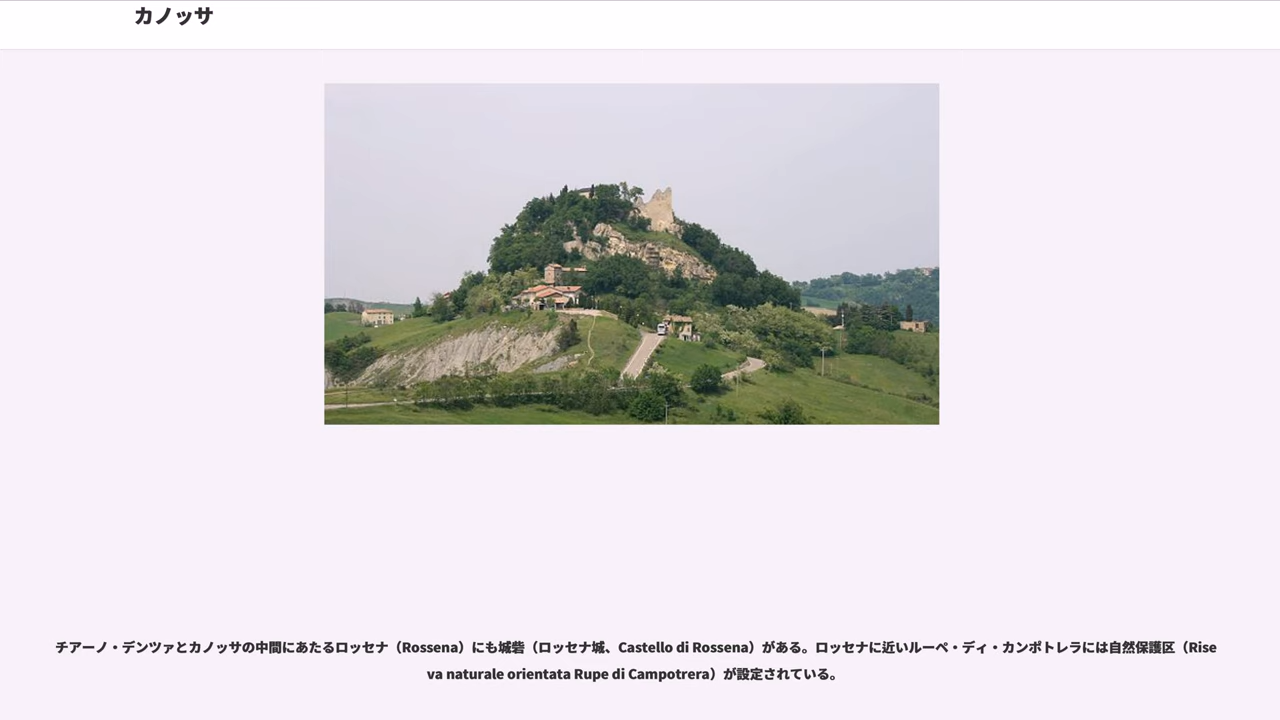 カノッサ
チアーノ・デンツァとカノッサの中間にあたるロッセナ（Rossena）にも城砦（ロッセナ城、Castello di Rossena）がある。ロッセナに近いルーペ・ディ・カンポトレラには自然保護区（Rise
va naturale orientata Rupe di Campotrera）が設定されている。